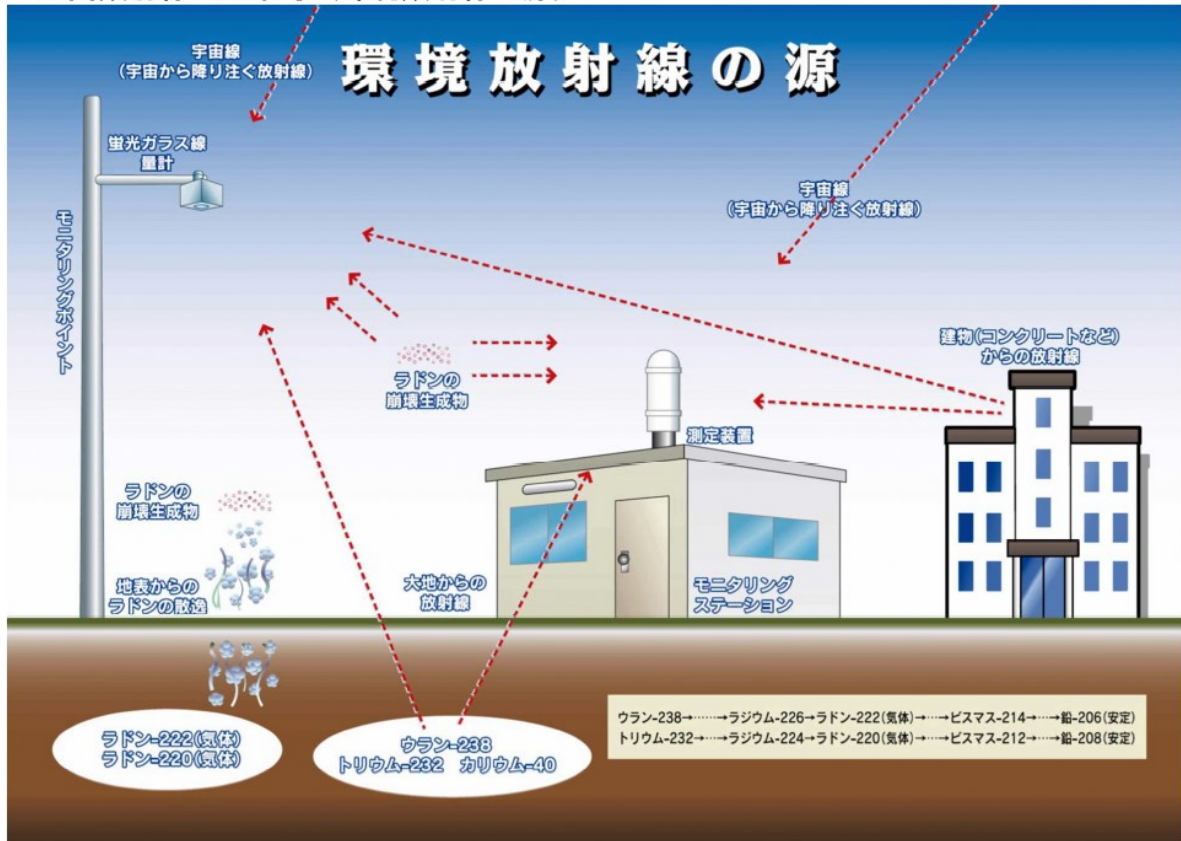 環境放射線の源
宇宙線
(宇宙から降り注ぐ放射線)
蛍光ガラス線
量計
モニタリングポイント
宇宙線
(宇宙から降り注ぐ放射線)
建物(コンクリートなど)
からの放射線
ラドンの
崩壊生成物
測定装置
ラドンの
崩壊生成物
地表からの
ラドンの散逸
大地からの
放射線
モニタリング
ステーション
ラドン-222(気体)
ラドン-220(気体)
ウラン-238
トリウム-232 カリウム-40
ウラン-238→……→ラジウム-226→ラドン-222(気体)→…→ビスマス-214→…→鉛-206(安定)
トリウム-232→…→ラジウム-224→ラドン-220(気体)→…→ビスマス-212→…→鉛-208(安定)